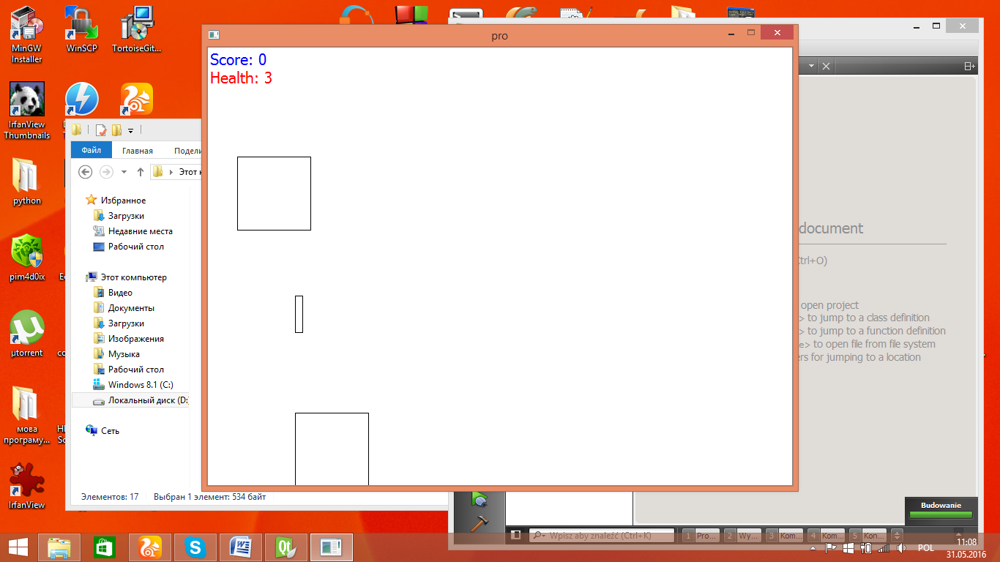 MinGW
Installer
WinSCP
TortoiseGit...
IrfanView
Thumbnails
python
pim4d0ix
µtorrent
мова
програму...
IrfanView
Файл
Главная
Этот к
Избранное
Загрузки
Недавние места
Рабочий стол
Этот компьютер
Видео
Документы
Загрузки
Изображения
Музыка
Рабочий стол
Windows 8.1 (C:)
Локальный диск (D:)
Сеть
Элементов: 17 Выбран 1 элемент: 534 байт
pro
Score: 0
Health: 3
document
Ctrl+O)
open project
> to jump to a class definition
> to jump to a function definition
e> to open file from file system
ers for jumping to a location
Budowanie
Wpisz aby znaleźć (Ctrl+K)
1 Pro... 2 Wy... 3 Kom... 4 Kom... 5 Kon...
POL
11:08
31.05.2016